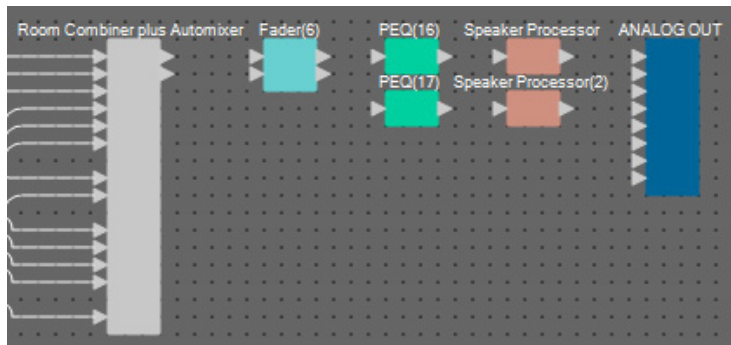 Room Combiner plus Automixer Fader(6) PEQ(16) Speaker Processor ANALOG OUT
PEQ(17) Speaker Processor(2)